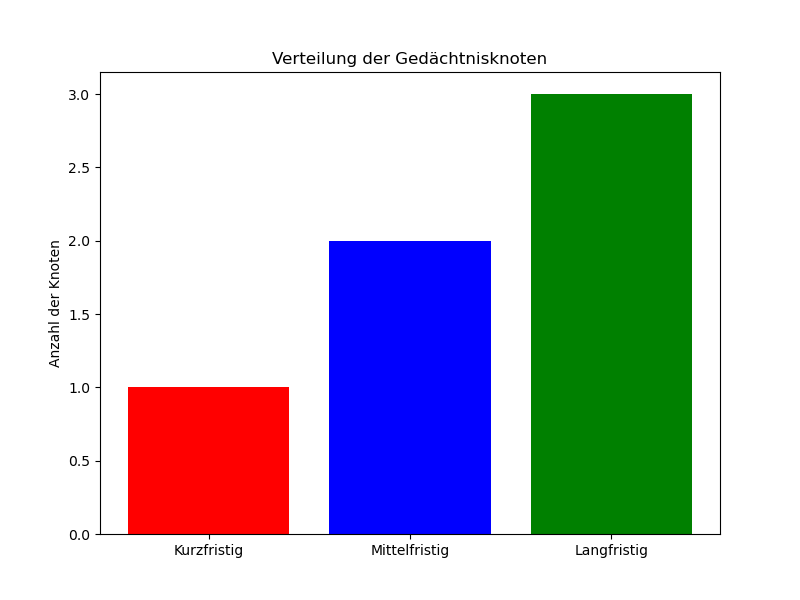 Verteilung der Gedächtnisknoten
Anzahl der Knoten
3.0
2.5
2.0
1.5
1.0
0.5
0.0
Kurzfristig
Mittelfristig
Langfristig